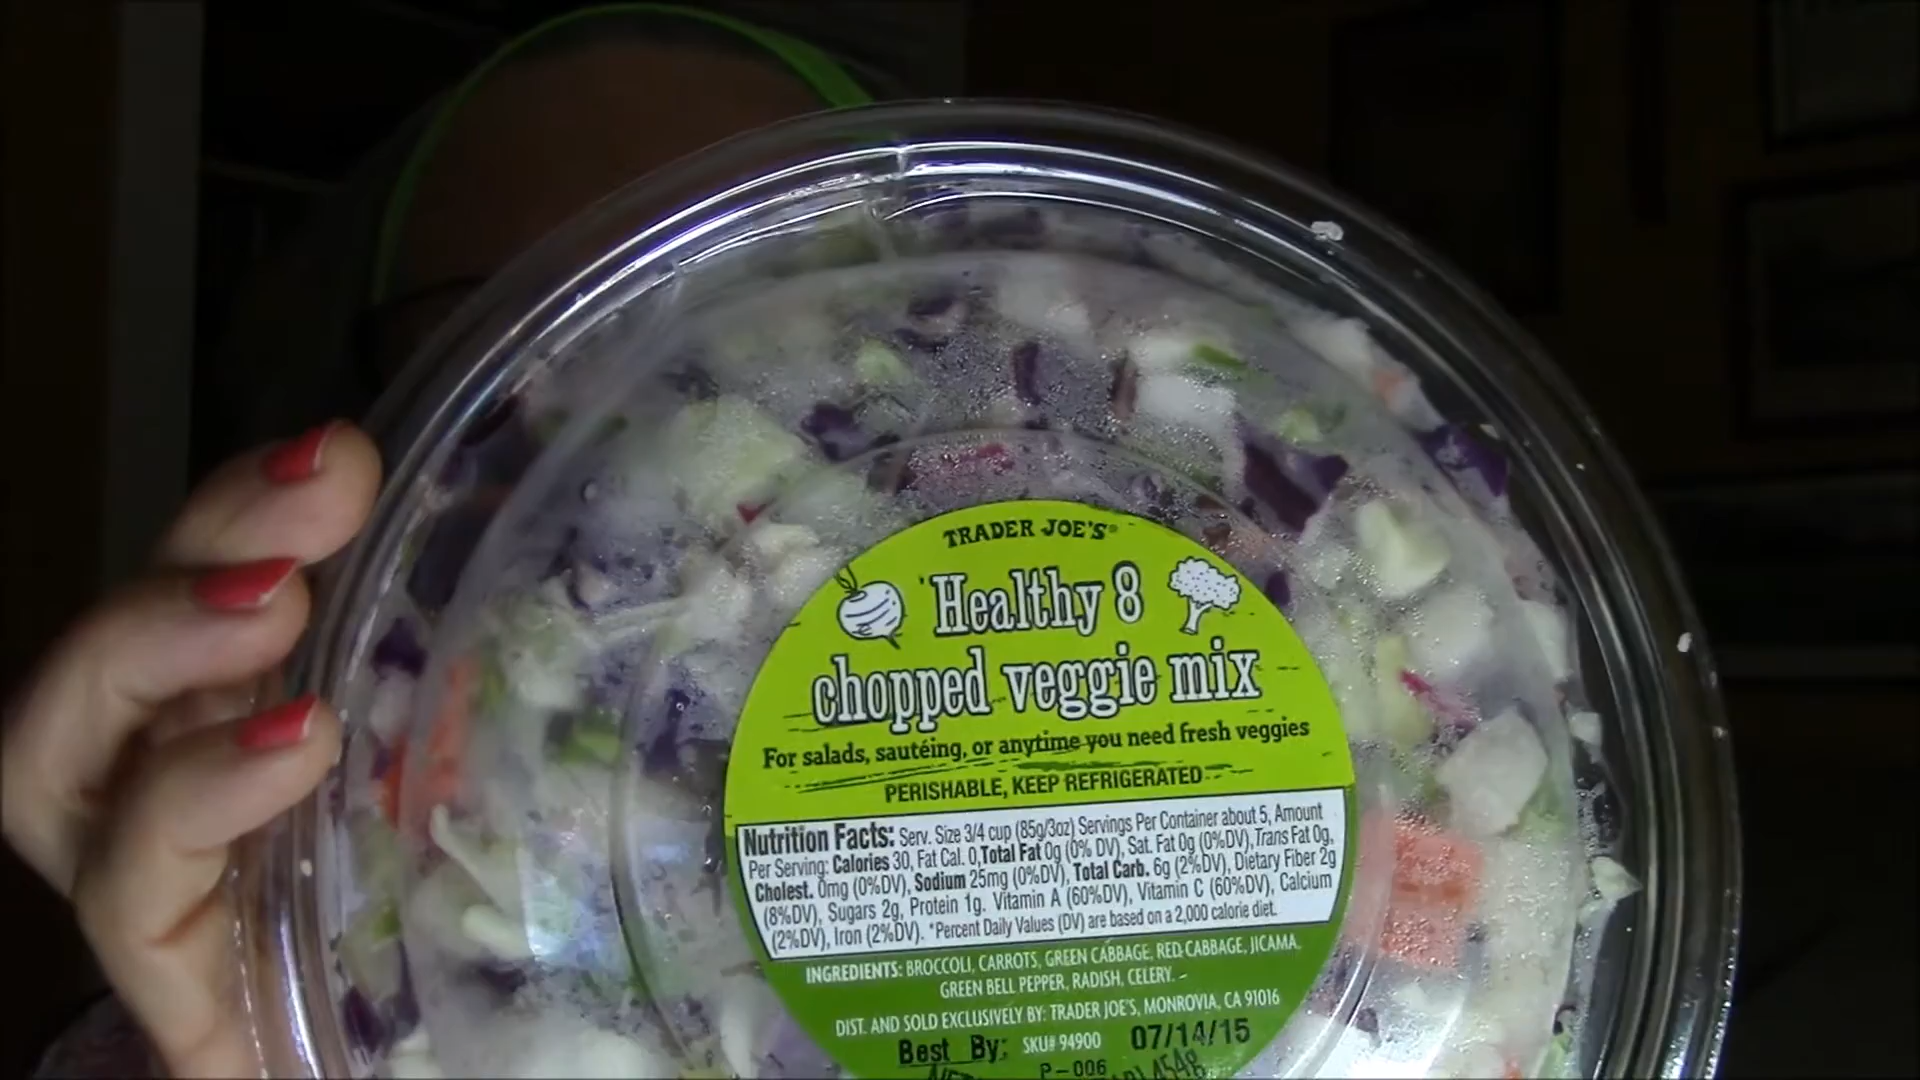 TRADER JOE'S®
Healthy 8
chopped veggie mix
For salads, sautéing, or anytime you need fresh veggies
PERISHABLE, KEEP REFRIGERATED
Nutrition Facts: Serv. Size 3/4 cup (85g/3oz) Servings Per Container about 5, Amount
Per Serving: Calories 30, Fat Cal. 0, Total Fat 0g (0% DV), Sat. Fat 0g (0%DV), Trans Fat 0g,
Cholest. 0mg (0%DV), Sodium 25mg (0%DV), Total Carb. 6g (2%DV), Dietary Fiber 2g
(8%DV), Sugars 2g, Protein 1g. Vitamin A (60%DV), Vitamin C (60%DV), Calcium
(2%DV), Iron (2%DV). *Percent Daily Values (DV) are based on a 2,000 calorie diet.
INGREDIENTS: BROCCOLI, CARROTS, GREEN CABBAGE, RED CABBAGE, JICAMA,
GREEN BELL PEPPER, RADISH, CELERY.
DIST. AND SOLD EXCLUSIVELY BY: TRADER JOE'S, MONROVIA, CA 91016
Best By: SKU# 94900 07/14/15
P-006